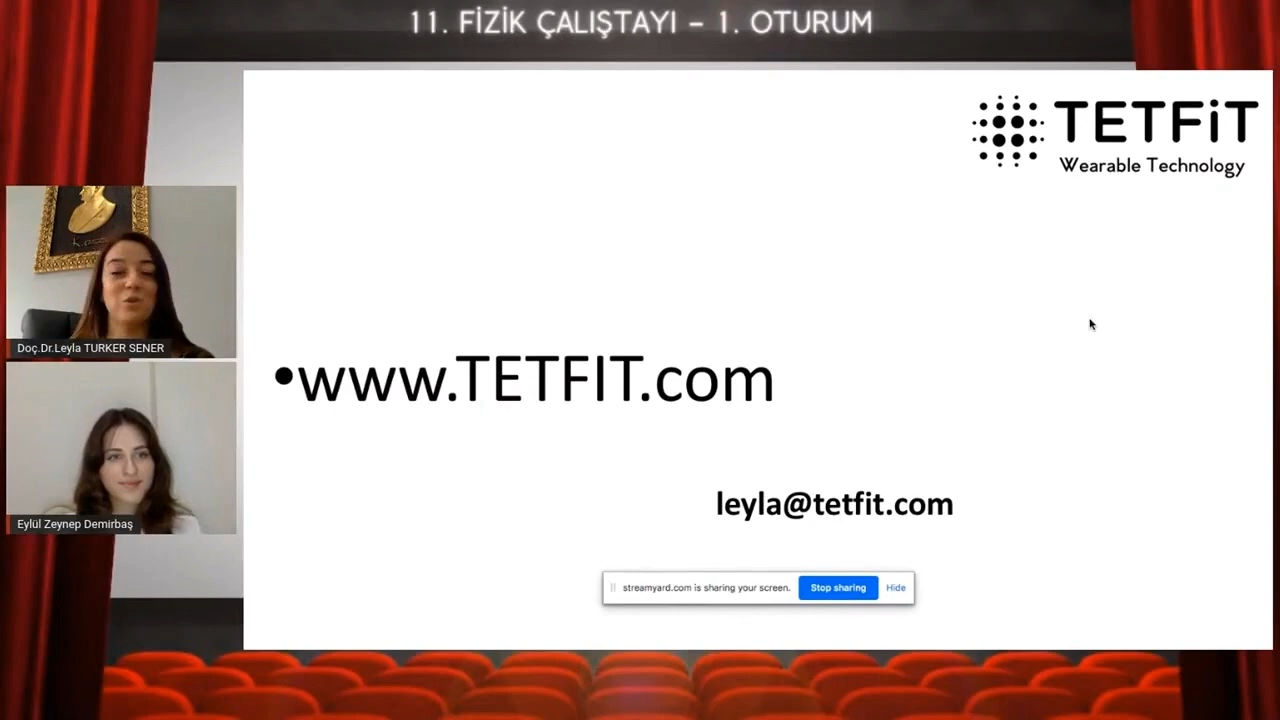 11. FİZİK ÇALIŞTAYI – 1. OTURUM
TETFiT
Wearable Technology
Doç.Dr.Leyla TURKER SENER
•www.TETFIT.com
Eylül Zeynep Demirbaş
leyla@tetfit.com
streamyard.com is sharing your screen. Stop sharing Hide